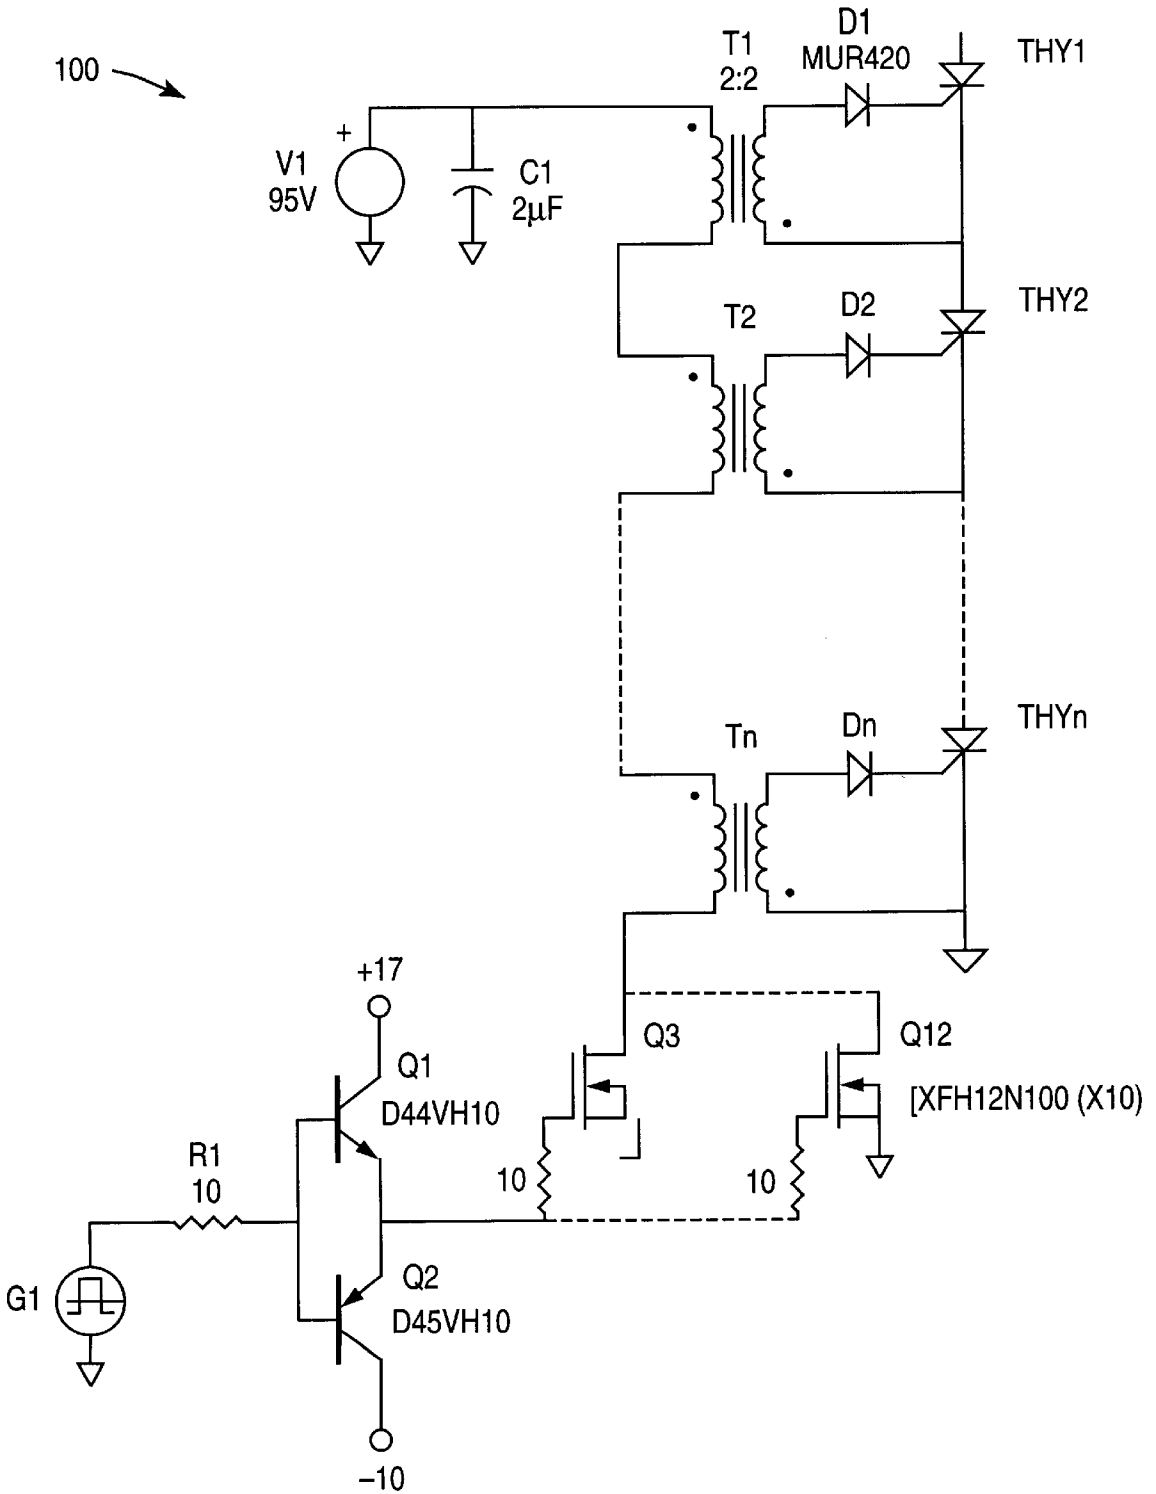 100
T1
2:2
D1
MUR420
THY1
+
V1
95V
C1
2µF
T2
D2
THY2
Tn
Dn
THYn
+17
Q1
D44VH10
Q3
Q12
[XFH12N100 (X10)
R1
10
10
10
G1
Q2
D45VH10
–10